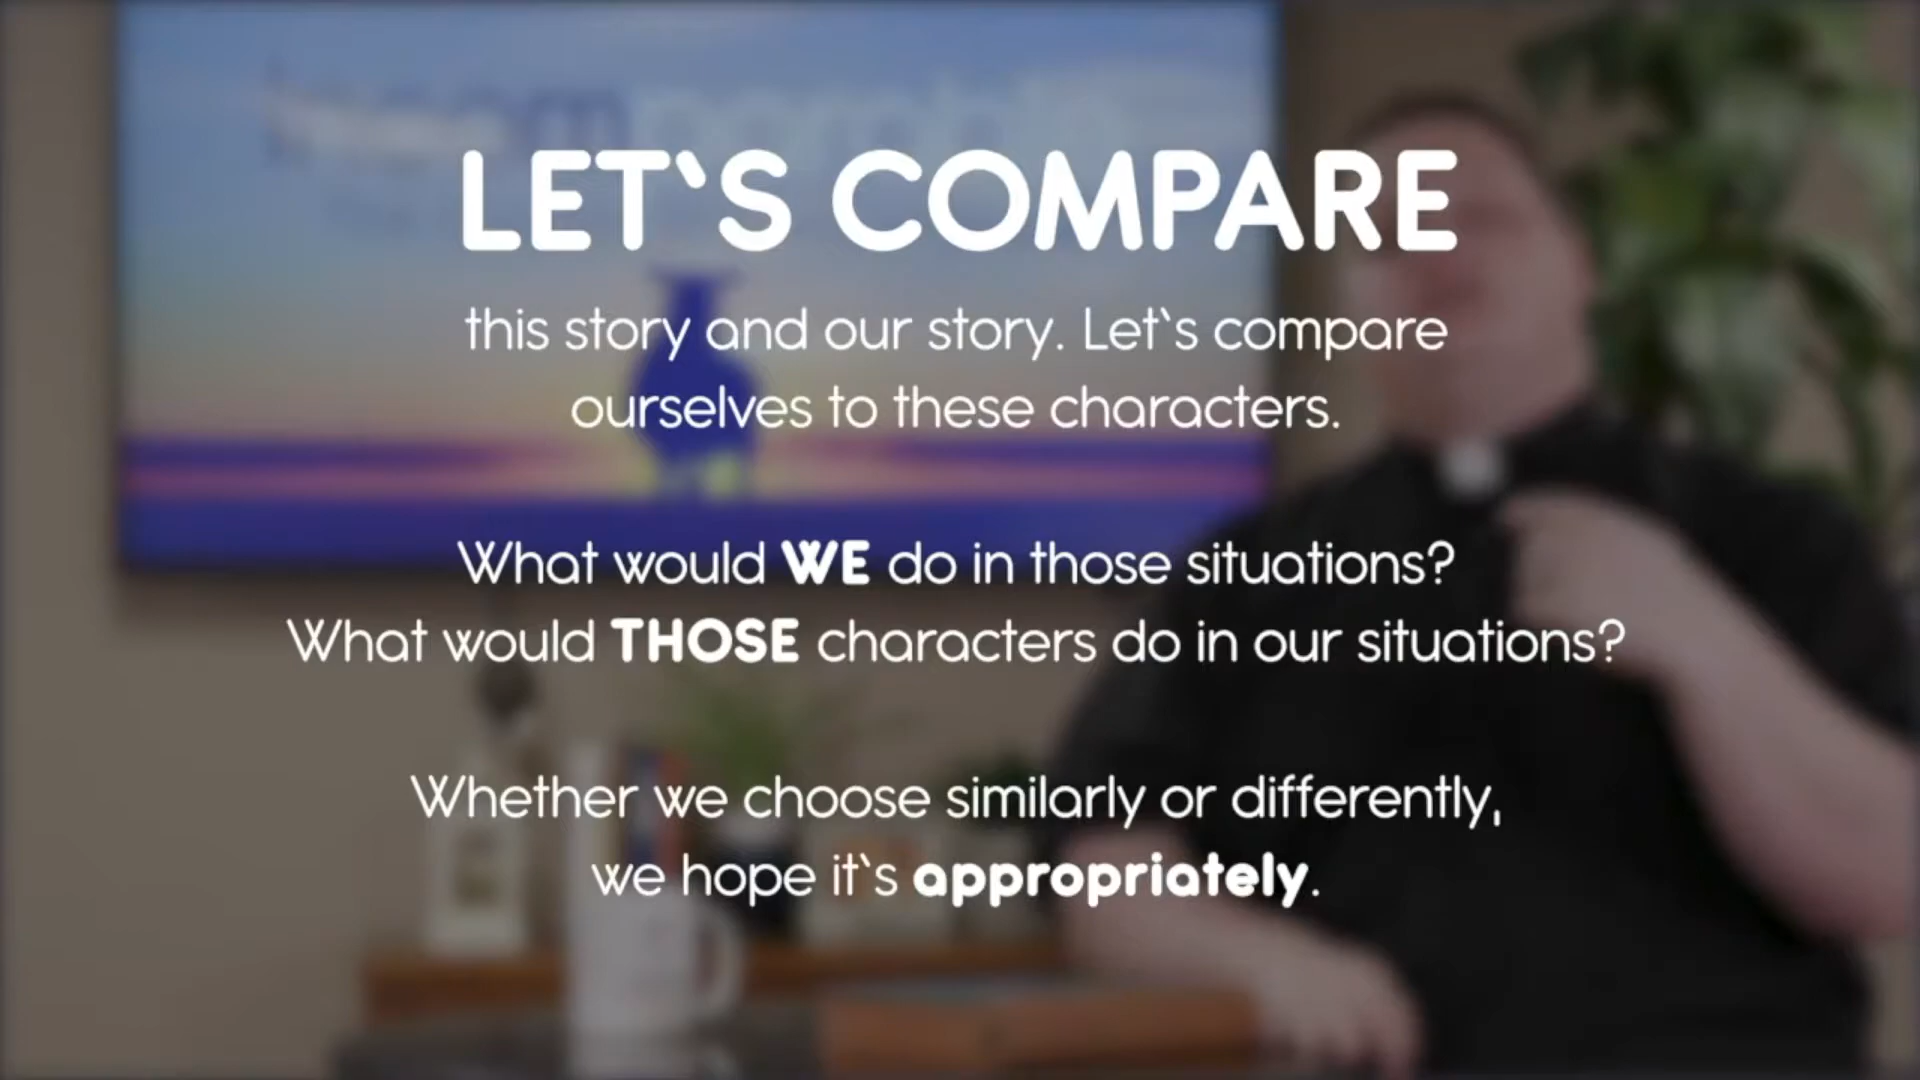 LET`S COMPARE
this story and our story. Let`s compare
ourselves to these characters.
What would WE do in those situations?
What would THOSE characters do in our situations?
Whether we choose similarly or differently,
we hope it`s appropriately.